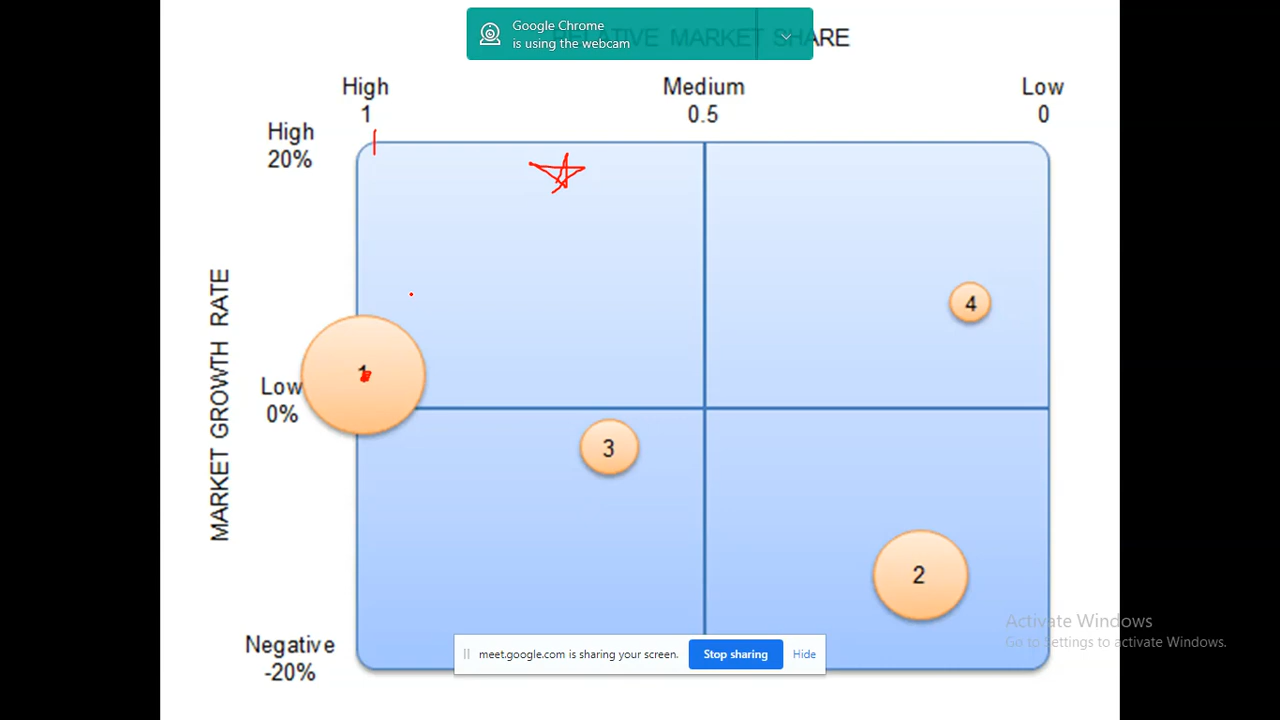 Google Chrome
is using the webcam
MARKET SHARE
High
1
Medium
0.5
Low
0
High
20%
MARKET GROWTH RATE
4
1
Low
0%
3
2
Activate Windows
Go to Settings to activate Windows.
Negative
-20%
meet.google.com is sharing your screen.
Stop sharing
Hide